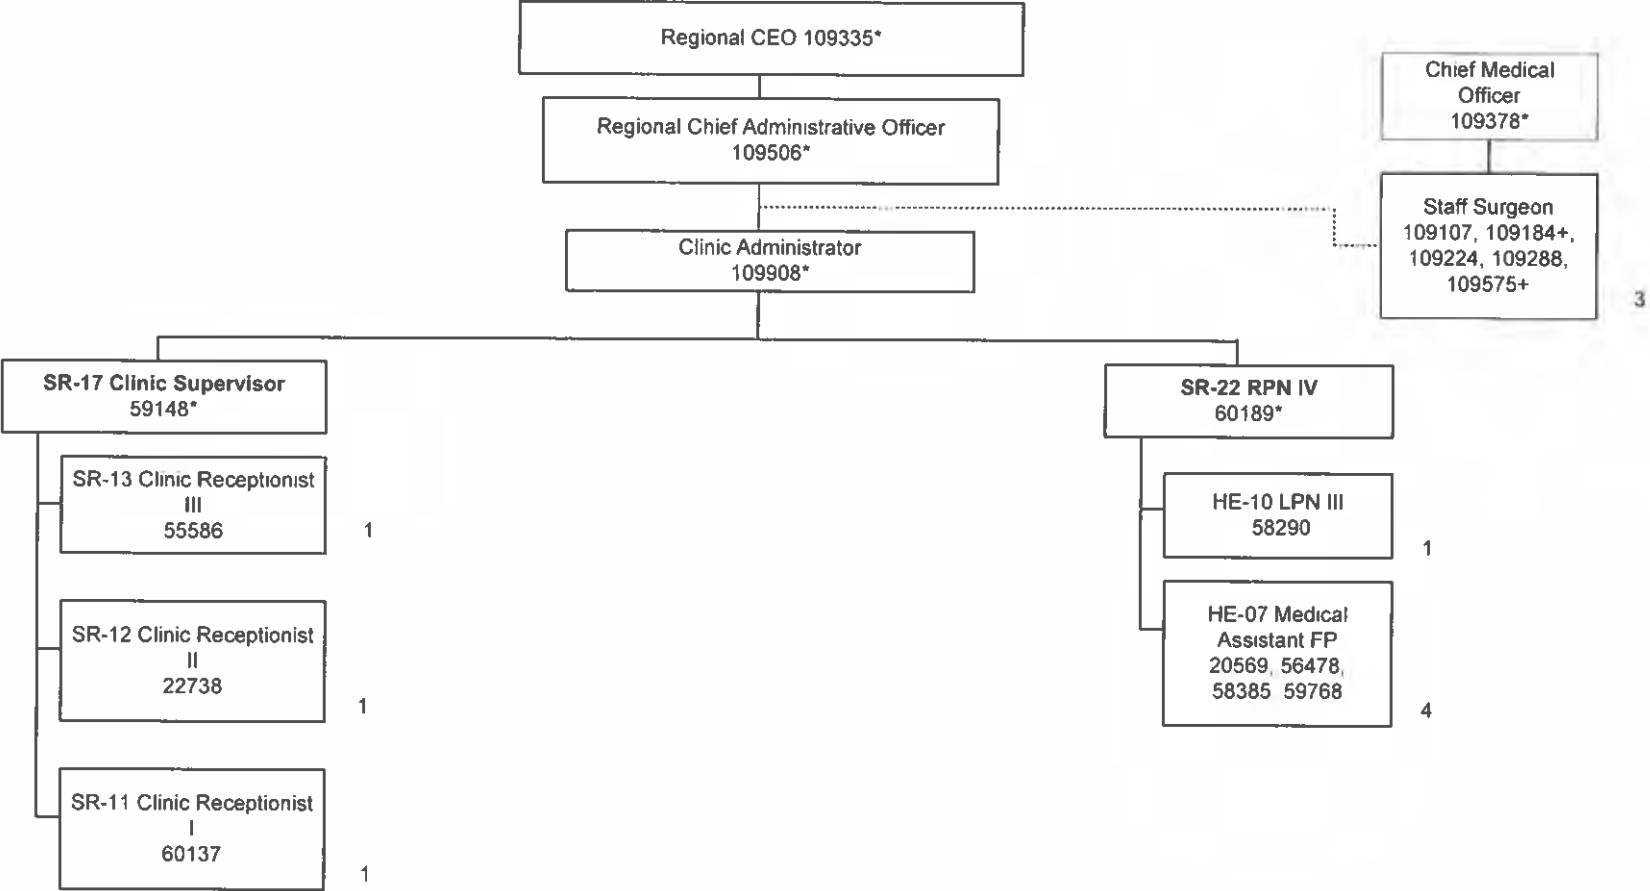 Regional CEO 109335*
Regional Chief Administrative Officer
109506*
Chief Medical
Officer
109378*
Staff Surgeon
109107, 109184+,
109224, 109288,
109575+
3
Clinic Administrator
109908*
SR-17 Clinic Supervisor
59148*
SR-13 Clinic Receptionist
III
55586
1
SR-12 Clinic Receptionist
II
22738
1
SR-11 Clinic Receptionist
I
60137
1
SR-22 RPN IV
60189*
HE-10 LPN III
58290
1
HE-07 Medical
Assistant FP
20569, 56478,
58385 59768
4